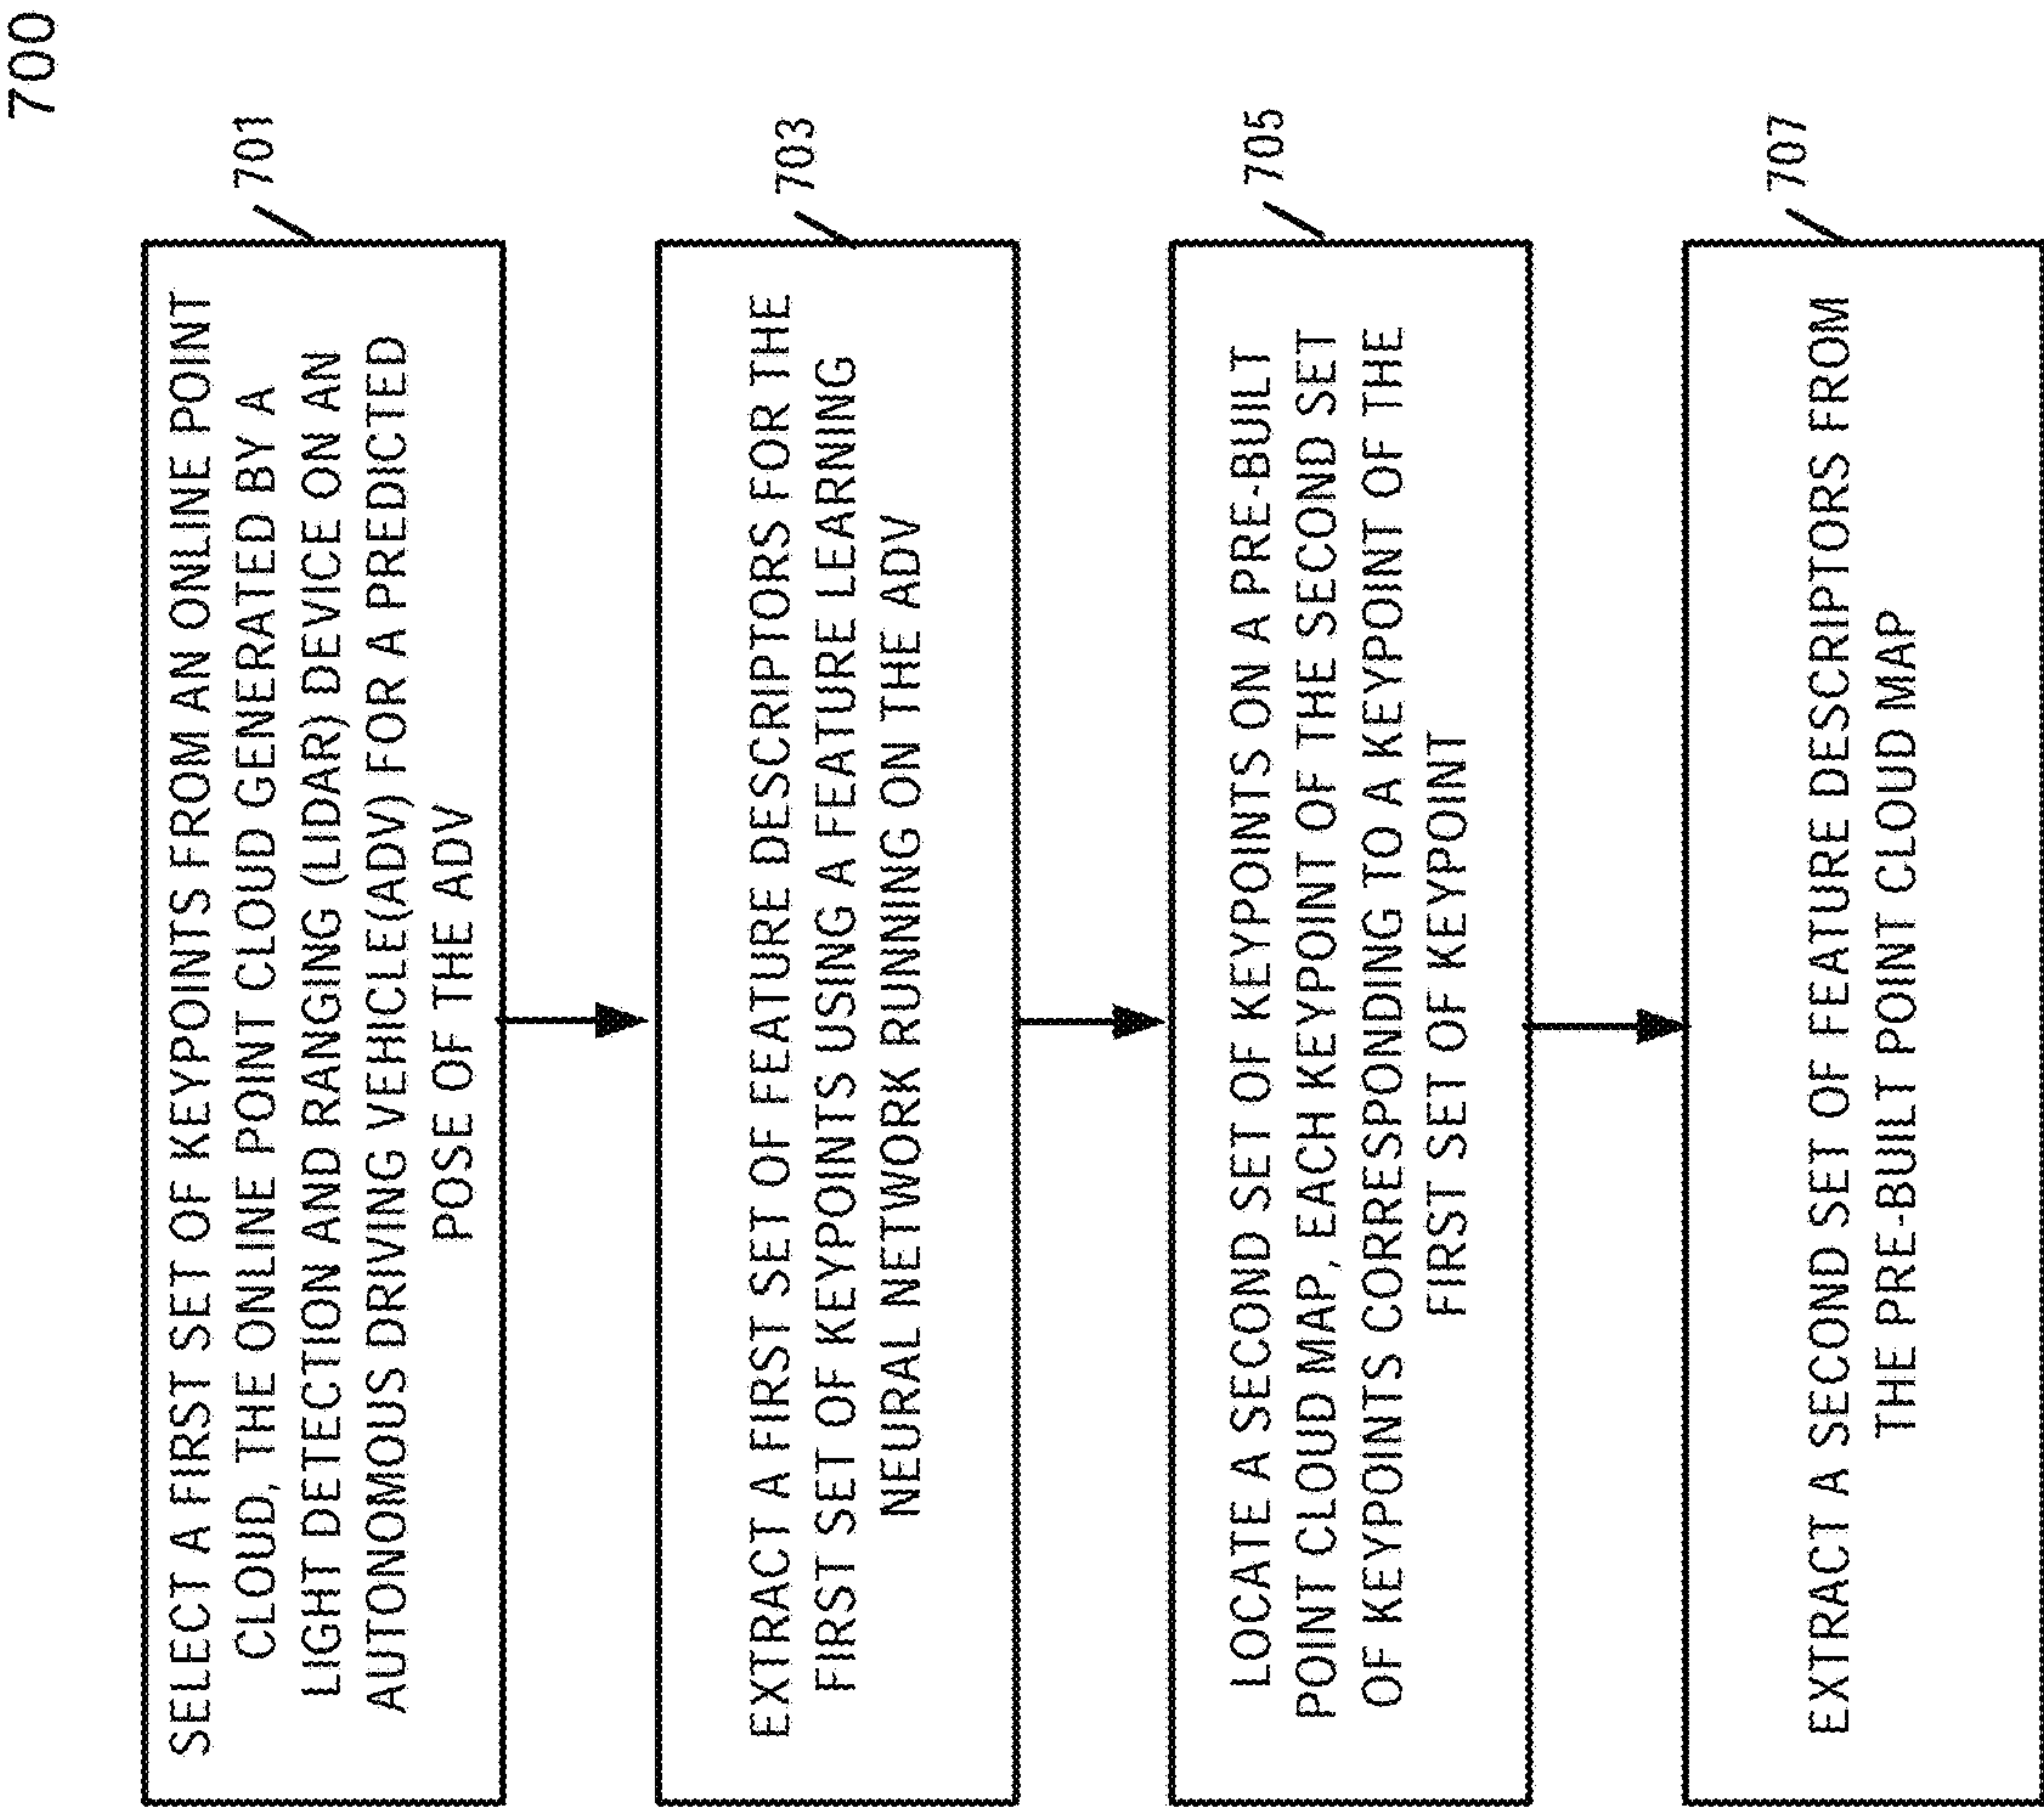 700
701
SELECT A FIRST SET OF KEYPOINTS FROM AN ONLINE POINT
CLOUD, THE ONLINE POINT CLOUD GENERATED BY A
LIGHT DETECTION AND RANGING (LIDAR) DEVICE ON AN
AUTONOMOUS DRIVING VEHICLE(ADV) FOR A PREDICTED
POSE OF THE ADV
703
EXTRACT A FIRST SET OF FEATURE DESCRIPTORS FOR THE
FIRST SET OF KEYPOINTS USING A FEATURE LEARNING
NEURAL NETWORK RUNNING ON THE ADV
705
LOCATE A SECOND SET OF KEYPOINTS ON A PRE-BUILT
POINT CLOUD MAP, EACH KEYPOINT OF THE SECOND SET
OF KEYPOINTS CORRESPONDING TO A KEYPOINT OF THE
FIRST SET OF KEYPOINT
707
EXTRACT A SECOND SET OF FEATURE DESCRIPTORS FROM
THE PRE-BUILT POINT CLOUD MAP